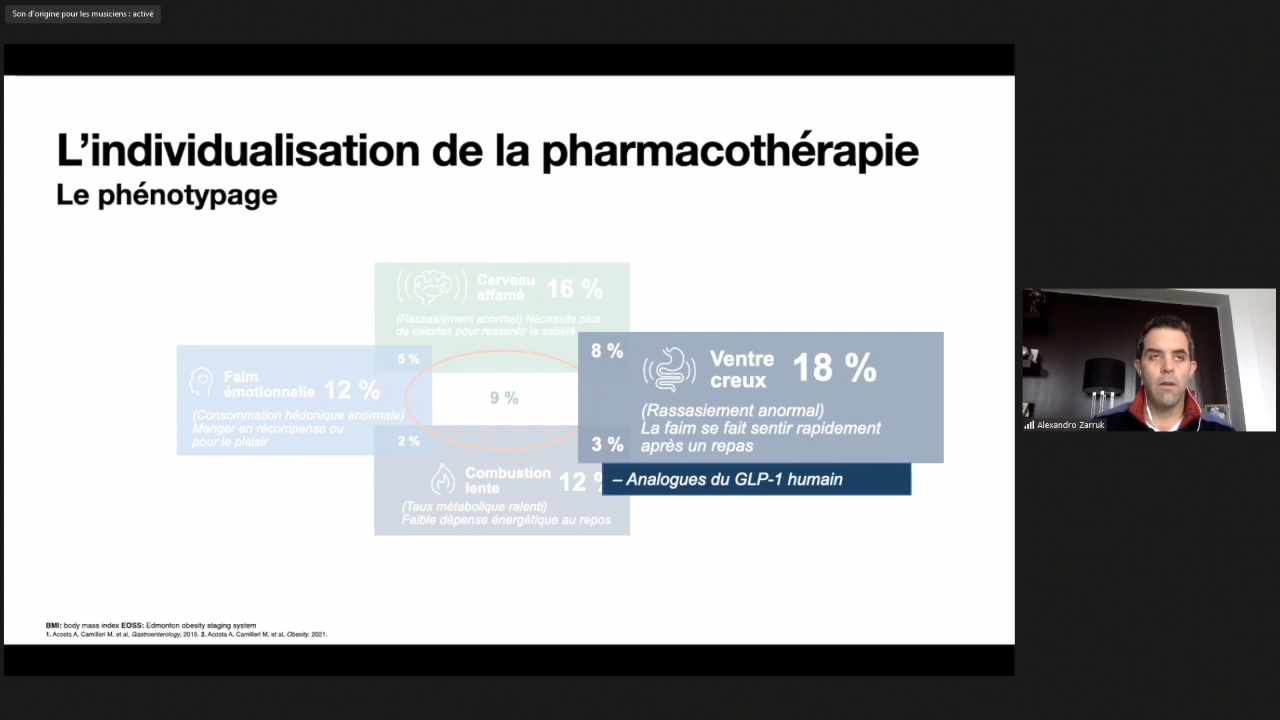 Son d'origine pour les musiciens : activé
L'individualisation de la pharmacothérapie
Le phénotypage
Cerveau
affamé
16 %
(Rassasiement anormal) Nécessite plus
de calories pour ressentir la satiété
5 %
8 %
Ventre
creux
18 %
(Rassasiement anormal)
La faim se fait sentir rapidement
après un repas
3 %
– Analogues du GLP-1 humain
Faim
émotionnelle
12 %
(Consommation hédonique anormale)
Manger en récompense ou
pour le plaisir
9 %
2 %
Combustion
lente
12 %
(Taux métabolique ralenti)
Faible dépense énergétique au repos
Alexandro Zarruk
BMI: body mass index EOSS: Edmonton obesity staging system
1. Acosta A, Camilleri M, et al, Gastroenterology, 2015. 2. Acosta A, Camilleri M, et al, Obesity, 2021.